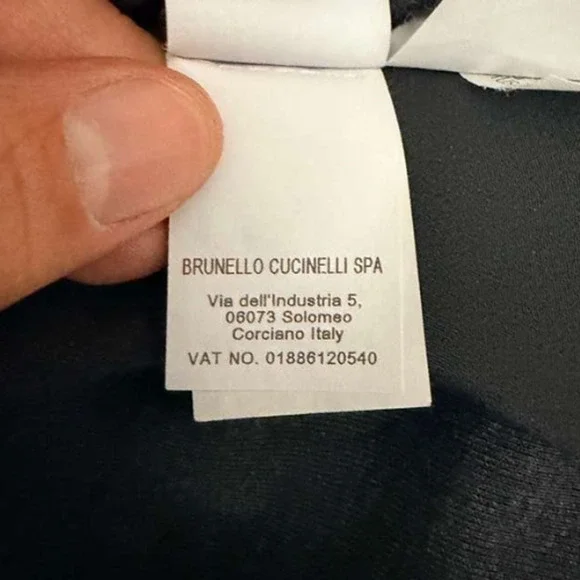 BRUNELLO CUCINELLI SPA
Via dell'Industria 5,
06073 Solomeo
Corciano Italy
VAT NO. 01886120540